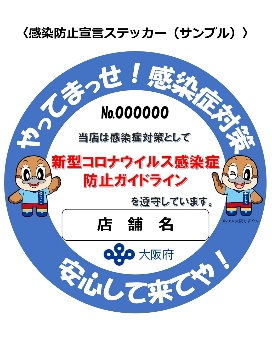 〈感染防止宣言ステッカー（サンプル）〉
やってまっせ！感染症対策
No.000000
当店は感染症対策として
新型コロナウイルス感染症
防止ガイドライン
を遵守しています。
店舗名
大阪府
安心して来てや！